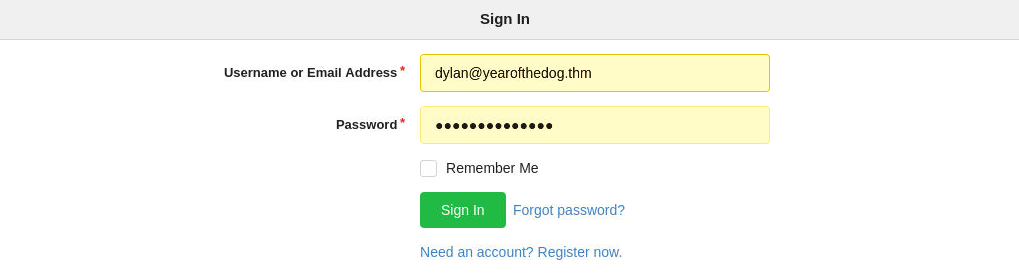 Sign In
Username or Email Address*
dylan@yearofthedog.thm
Password*
●●●●●●●●●●●●●●
Remember Me
Sign In Forgot password?
Need an account? Register now.